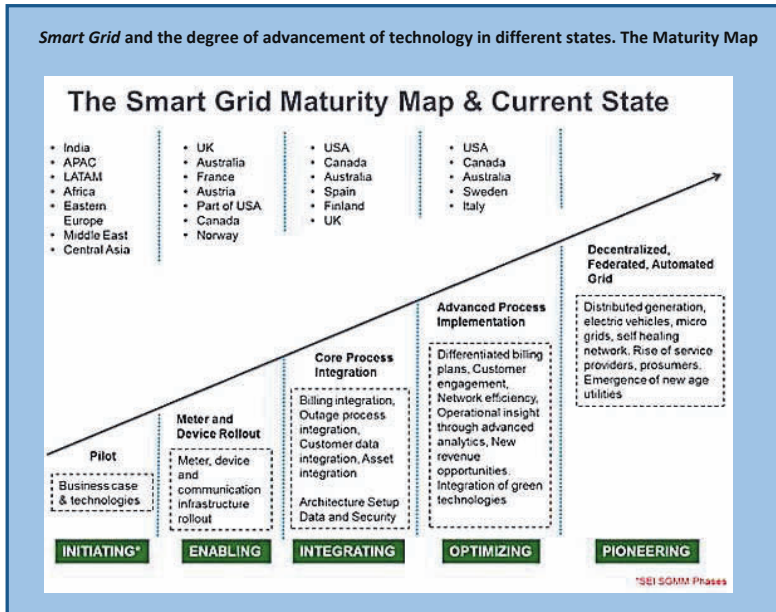 Smart Grid and the degree of advancement of technology in different states. The Maturity Map
The Smart Grid Maturity Map & Current State
• India
• APAC
• LATAM
• Africa
• Eastern
Europe
• Middle East
• Central Asia
• UK
• Australia
• France
• Austria
• Part of USA
• Canada
• Norway
• USA
• Canada
• Australia
• Spain
• Finland
• UK
• USA
• Canada
• Australia
• Sweden
• Italy
Pilot
Business case
& technologies
INITIATING*
Meter and
Device Rollout
Meter, device
and
communication
infrastructure
rollout
ENABLING
Core Process
Integration
Billing integration,
Outage process
integration,
Customer data
integration, Asset
integration
Architecture Setup
Data and Security
INTEGRATING
Advanced Process
Implementation
Differentiated billing
plans, Customer
engagement,
Network efficiency,
Operational insight
through advanced
analytics, New
revenue
opportunities.
Integration of green
technologies
OPTIMIZING
Decentralized,
Federated, Automated
Grid
Distributed generation,
electric vehicles, micro
grids, self healing
network. Rise of service
providers, prosumers.
Emergence of new age
utilities
PIONEERING
*SEI SGMM Phases